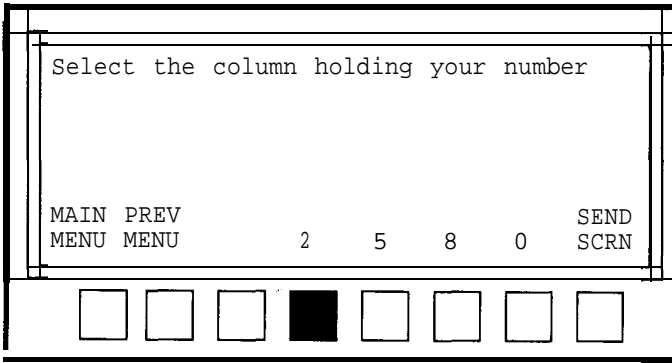 Select the column holding your number
MAIN PREV SEND
MENU MENU 2 5 8 0 SCRN